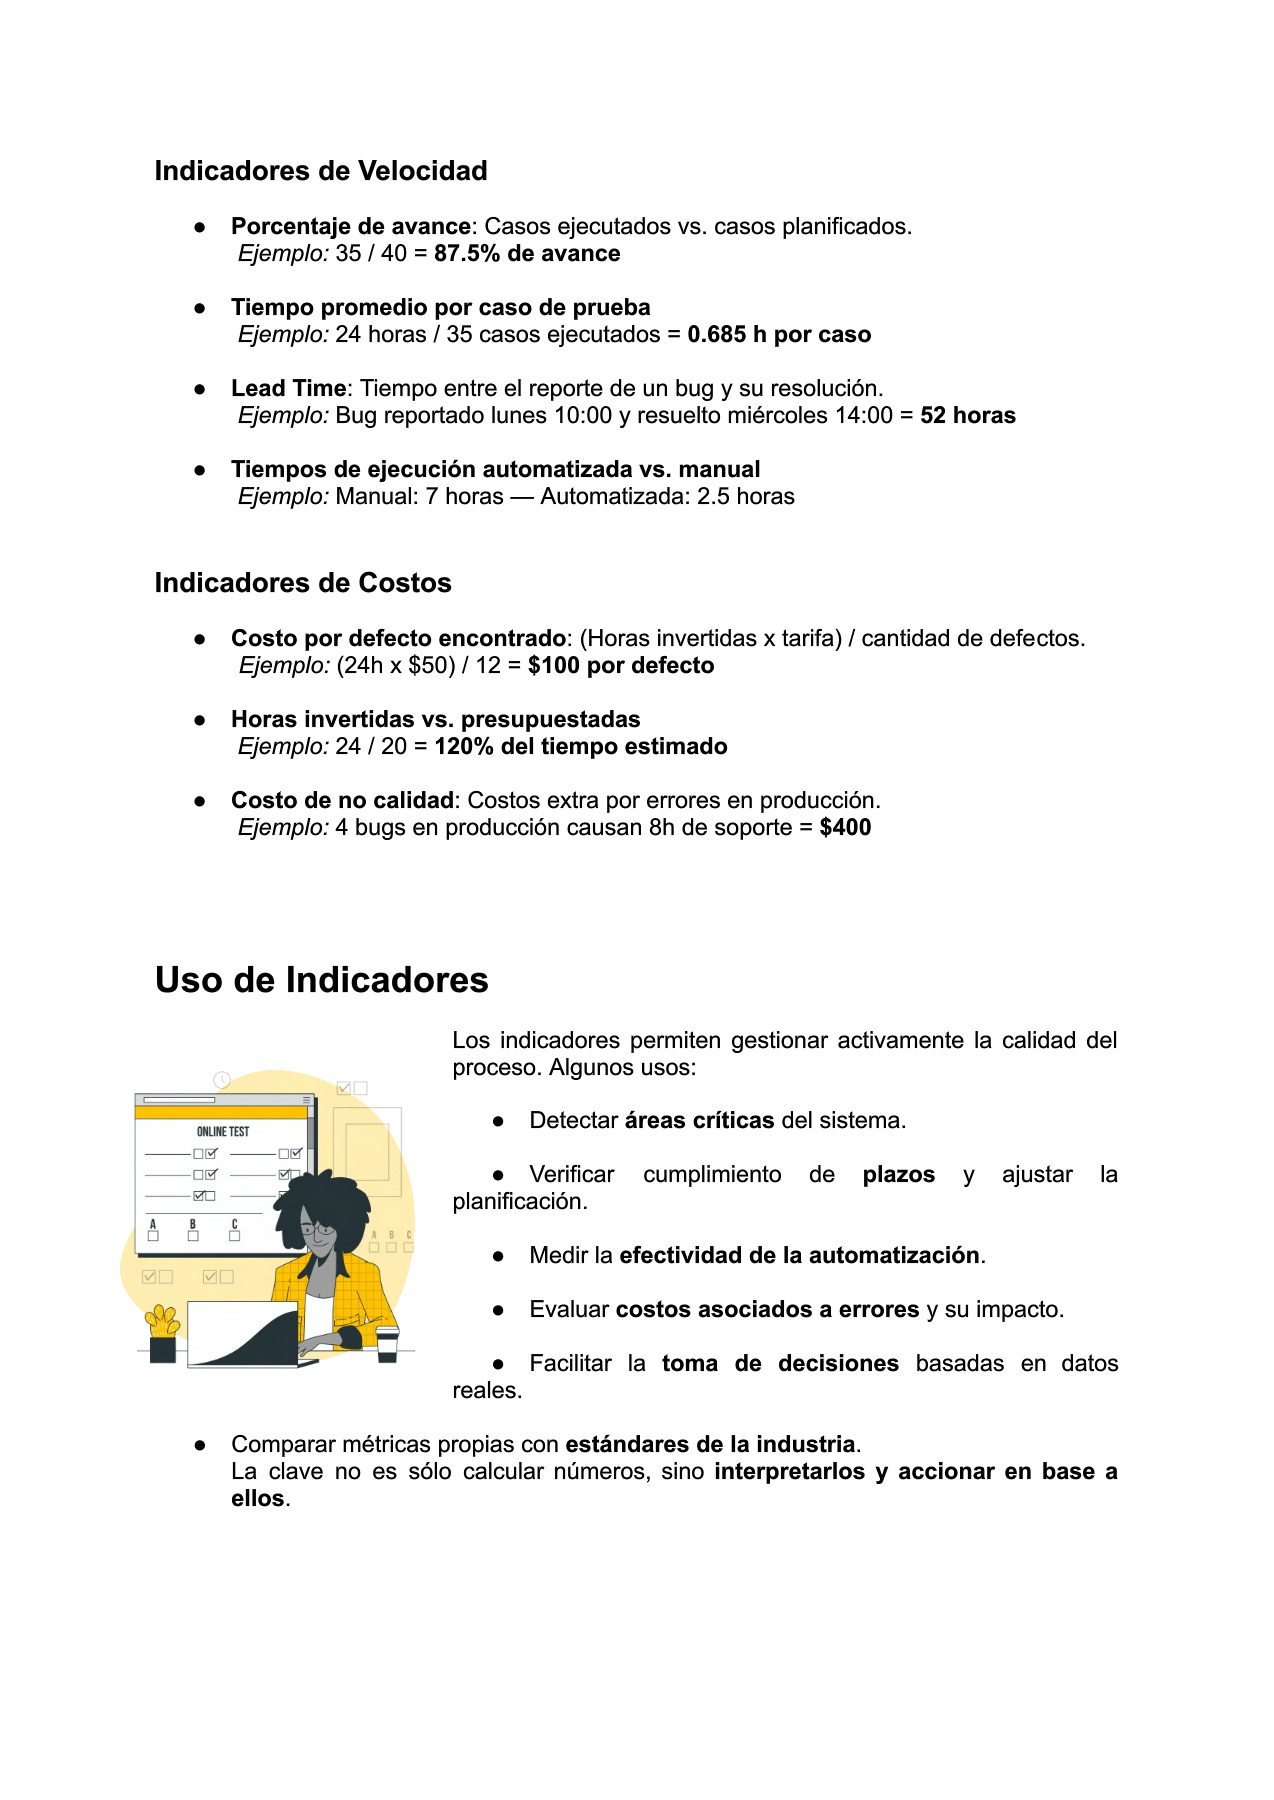 Indicadores de Velocidad
● Porcentaje de avance: Casos ejecutados vs. casos planificados.
Ejemplo: 35 / 40 = 87.5% de avance
● Tiempo promedio por caso de prueba
Ejemplo: 24 horas / 35 casos ejecutados = 0.685 h por caso
● Lead Time: Tiempo entre el reporte de un bug y su resolución.
Ejemplo: Bug reportado lunes 10:00 y resuelto miércoles 14:00 = 52 horas
● Tiempos de ejecución automatizada vs. manual
Ejemplo: Manual: 7 horas — Automatizada: 2.5 horas
Indicadores de Costos
● Costo por defecto encontrado: (Horas invertidas x tarifa) / cantidad de defectos.
Ejemplo: (24h x $50) / 12 = $100 por defecto
● Horas invertidas vs. presupuestadas
Ejemplo: 24 / 20 = 120% del tiempo estimado
● Costo de no calidad: Costos extra por errores en producción.
Ejemplo: 4 bugs en producción causan 8h de soporte = $400
Uso de Indicadores
Los indicadores permiten gestionar activamente la calidad del
proceso. Algunos usos:
● Detectar áreas críticas del sistema.
● Verificar cumplimiento de plazos y ajustar la
planificación.
● Medir la efectividad de la automatización.
● Evaluar costos asociados a errores y su impacto.
● Facilitar la toma de decisiones basadas en datos
reales.
ONLINE TEST
A B C
A B C
● Comparar métricas propias con estándares de la industria.
La clave no es sólo calcular números, sino interpretarlos y accionar en base a
ellos.